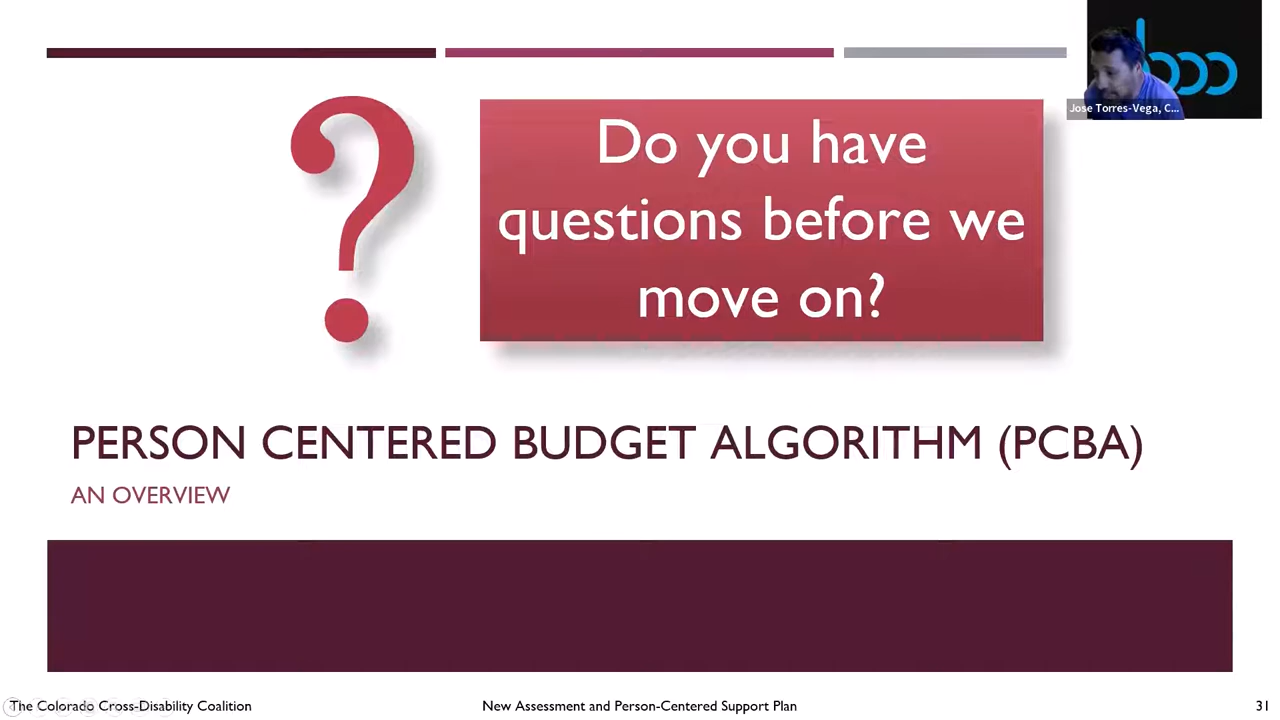 Do you have
questions before we
move on?
Jose Torres-Vega, C...
PERSON CENTERED BUDGET ALGORITHM (PCBA)
AN OVERVIEW
The Colorado Cross-Disability Coalition
New Assessment and Person-Centered Support Plan
31